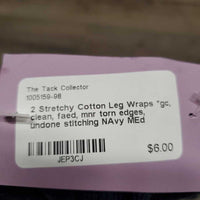 The Tack Collector
1005159-98
2 Stretchy Cotton Leg Wraps "gc,
clean, faed, mnr torn edges,
undone stitching NAvy MEd
$6.00
JEP3CJ